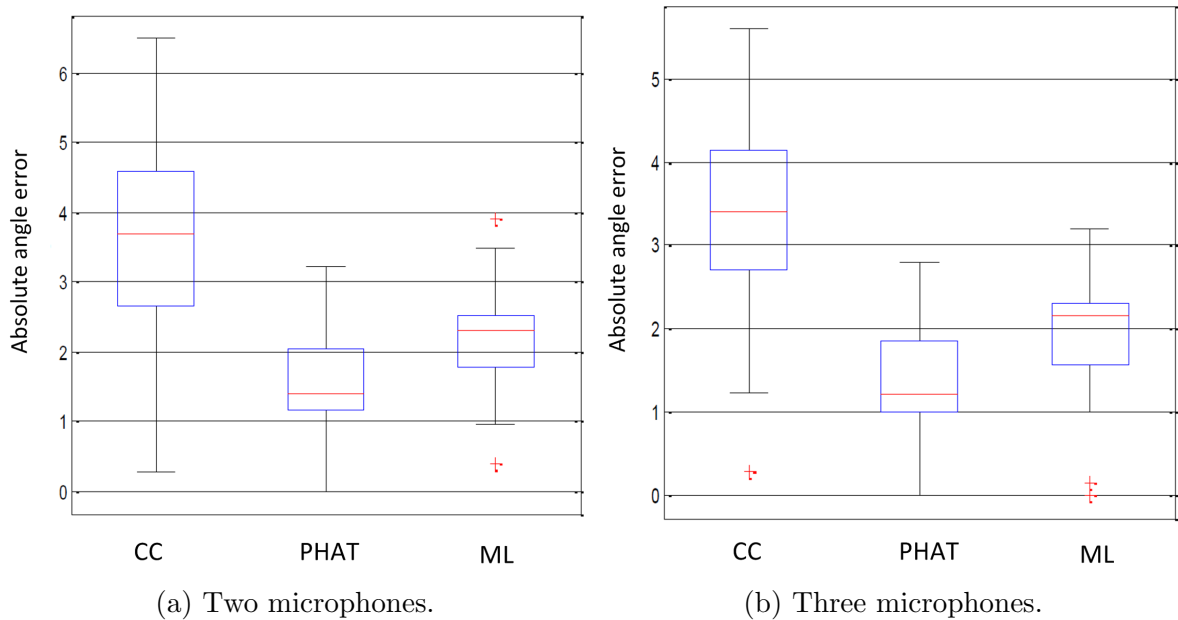 Absolute angle error
6
5
4
3
2
1
0
CC PHAT ML
(a) Two microphones.
Absolute angle error
5
4
3
2
1
0
CC PHAT ML
(b) Three microphones.